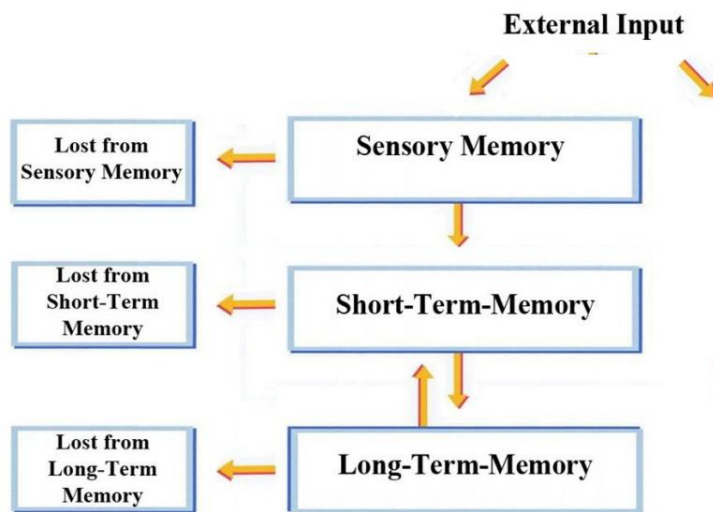 External Input
Lost from
Sensory Memory
Sensory Memory
Lost from
Short-Term
Memory
Short-Term-Memory
Lost from
Long-Term
Memory
Long-Term-Memory